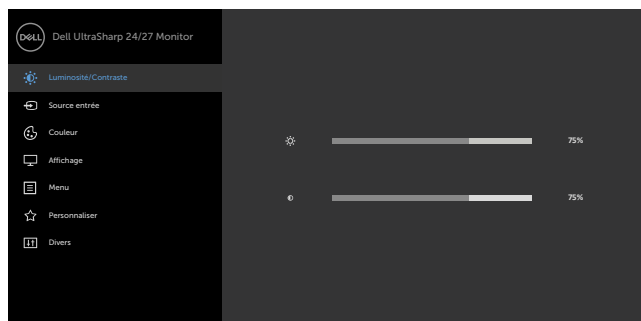 DELL
Dell UltraSharp 24/27 Monitor
Luminosité/Contraste
Source entrée
Couleur
Affichage
Menu
Personnaliser
Divers
75%
75%